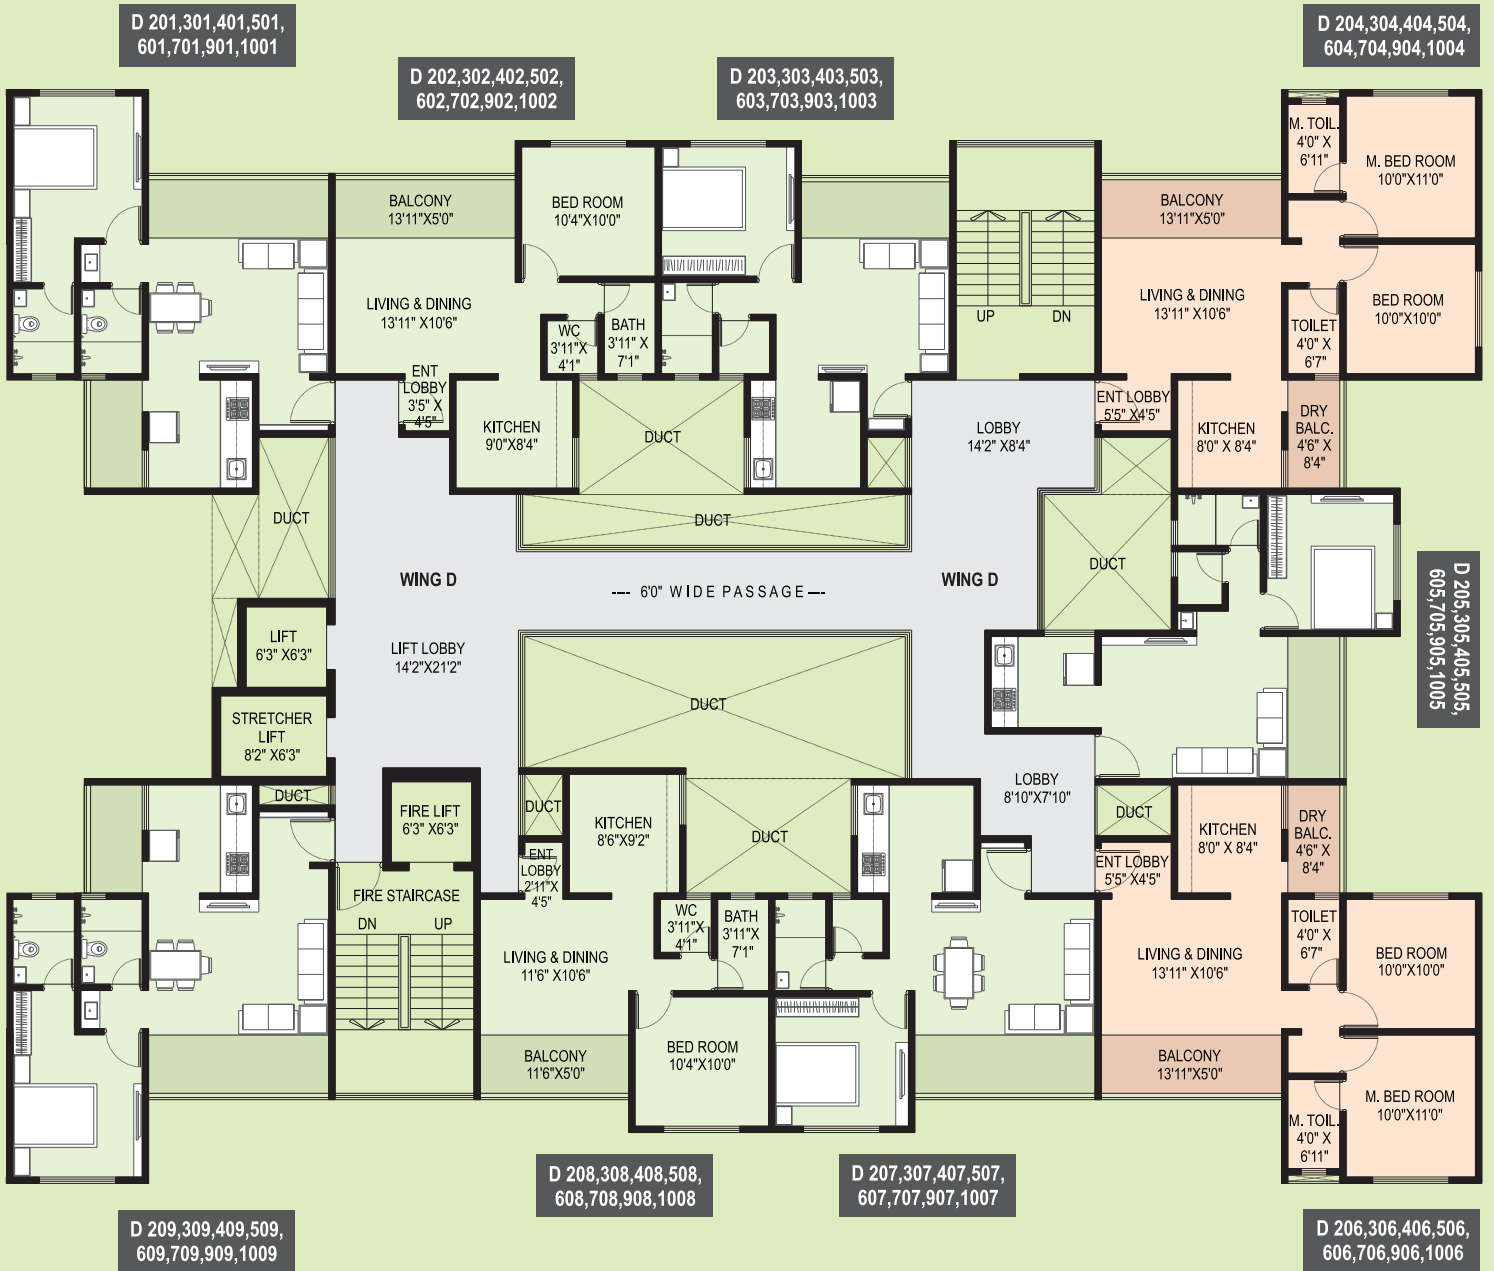 D 201,301,401,501,
601,701,901,1001
D 202,302,402,502,
602,702,902,1002
D 203,303,403,503,
603,703,903,1003
D 204,304,404,504,
604,704,904,1004
BALCONY
13'11"X5'0"
BED ROOM
10'4"X10'0"
LIVING & DINING
13'11" X10'6"
WC
3'11"X
4'1"
BATH
3'11" X
7'1"
ENT
LOBBY
3'5" X
4'5"
KITCHEN
9'0"X8'4"
DUCT
UP
DN
M. TOIL.
4'0" X
6'11"
M. BED ROOM
10'0"X11'0"
BALCONY
13'11"X5'0"
LIVING & DINING
13'11" X10'6"
BED ROOM
10'0"X10'0"
TOILET
4'0" X
6'7"
ENT LOBBY
5'5" X4'5"
KITCHEN
8'0" X 8'4"
DRY
BALC.
4'6" X
8'4"
LOBBY
14'2" X8'4"
DUCT
DUCT
DUCT
WING D
---- 6'0" WIDE PASSAGE ----
WING D
D 205,305,405,505,
605,705,905,1005
LIFT
6'3" X6'3"
LIFT LOBBY
14'2"X21'2"
STRETCHER
LIFT
8'2" X6'3"
DUCT
DUCT
LOBBY
8'10"X7'10"
DUCT
FIRE LIFT
6'3" X6'3"
DUCT
KITCHEN
8'6"X9'2"
DUCT
ENT
LOBBY
2'11"X
4'5"
FIRE STAIRCASE
DN
UP
WC
3'11"X
4'1"
BATH
3'11"X
7'1"
LIVING & DINING
11'6" X10'6"
BALCONY
11'6"X5'0"
BED ROOM
10'4"X10'0"
KITCHEN
8'0" X 8'4"
DRY
BALC.
4'6" X
8'4"
ENT LOBBY
5'5" X4'5"
TOILET
4'0" X
6'7"
BED ROOM
10'0"X10'0"
LIVING & DINING
13'11" X10'6"
BALCONY
13'11"X5'0"
M. BED ROOM
10'0"X11'0"
M. TOIL.
4'0" X
6'11"
D 208,308,408,508,
608,708,908,1008
D 207,307,407,507,
607,707,907,1007
D 209,309,409,509,
609,709,909,1009
D 206,306,406,506,
606,706,906,1006